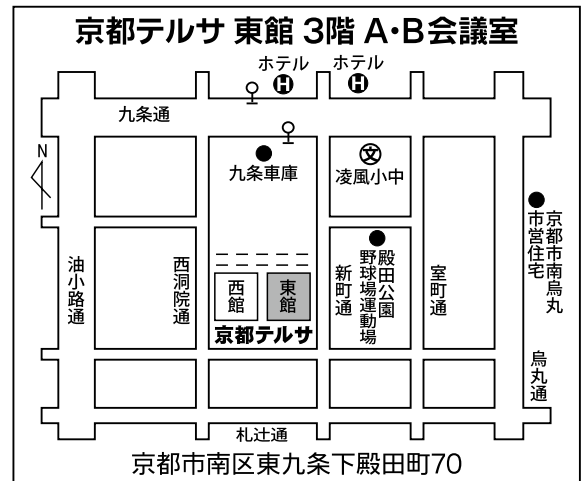 京都テルサ 東館 3階 A・B会議室
ホテル
ホテル
H
H
九条通
N
九条車庫
文
凌風小中
京都市南烏丸
市営住宅
油小路通
西洞院通
西館
東館
京都テルサ
新町通
殿田公園
野球場運動場
室町通
烏丸通
札辻通
京都市南区東九条下殿田町70